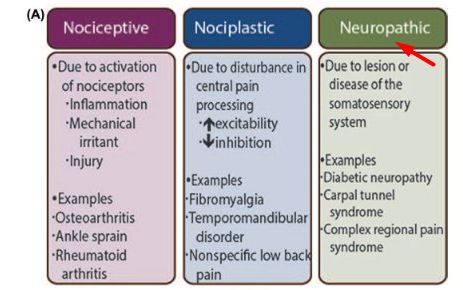 (A)
Nociceptive
•Due to activation
of nociceptors
·Inflammation
·Mechanical
irritant
·Injury
•Examples
·Osteoarthritis
·Ankle sprain
·Rheumatoid
arthritis
Nociplastic
•Due to disturbance in
central pain
processing
·↑excitability
·↓inhibition
•Examples
·Fibromyalgia
·Temporomandibular
disorder
·Nonspecific low back
pain
Neuropathic
•Due to lesion or
disease of the
somatosensory
system
•Examples
·Diabetic neuropathy
·Carpal tunnel
syndrome
·Complex regional pain
syndrome